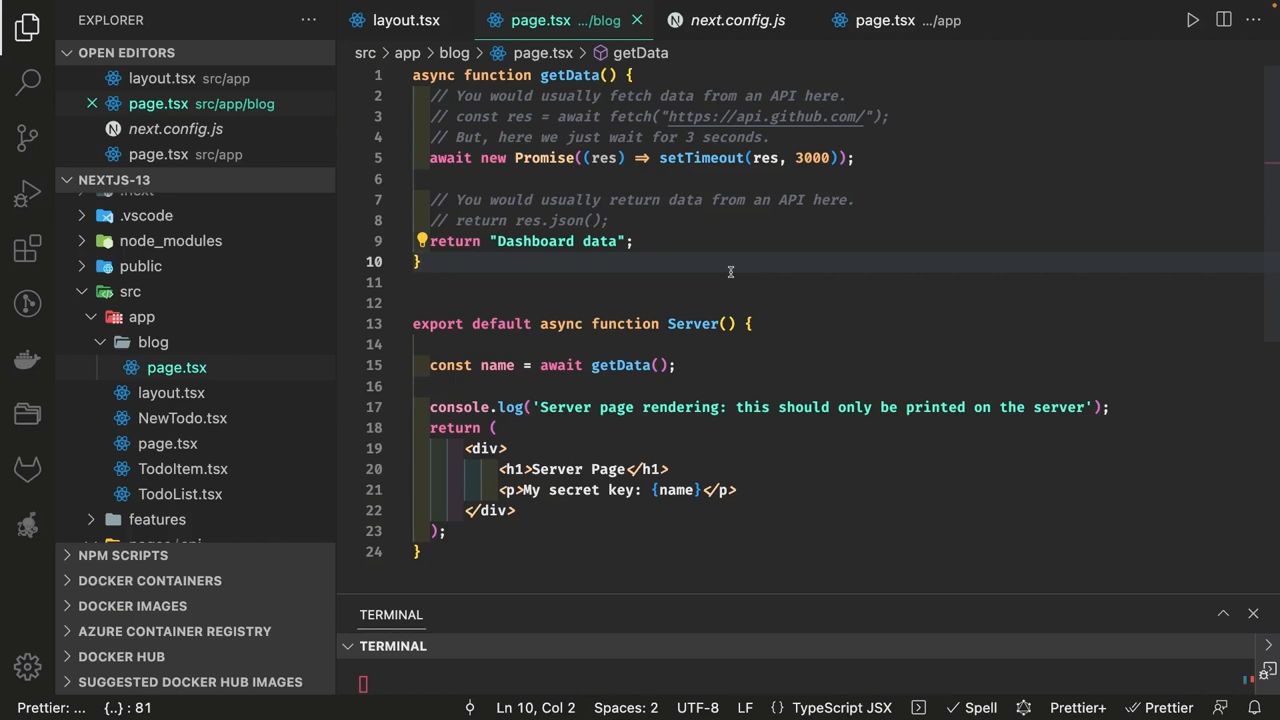 EXPLORER
layout.tsx
page.tsx .../blog
next.config.js
page.tsx .../app
OPEN EDITORS
layout.tsx src/app
page.tsx src/app/blog
next.config.js
page.tsx src/app
NEXTJS-13
.next
.vscode
node_modules
public
src
app
blog
page.tsx
layout.tsx
NewTodo.tsx
page.tsx
TodoItem.tsx
TodoList.tsx
features
NPM SCRIPTS
DOCKER CONTAINERS
DOCKER IMAGES
AZURE CONTAINER REGISTRY
DOCKER HUB
SUGGESTED DOCKER HUB IMAGES
src app blog page.tsx getData
1 async function getData() {
2 // You would usually fetch data from an API here.
3 // const res = await fetch("https://api.github.com/");
4 // But, here we just wait for 3 seconds.
5 await new Promise((res) => setTimeout(res, 3000));
6
7 // You would usually return data from an API here.
8 // return res.json();
9 return "Dashboard data";
10 }
11
12
13 export default async function Server() {
14
15 const name = await getData();
16
17 console.log('Server page rendering: this should only be printed on the server');
18 return (
19 <div>
20 <h1>Server Page</h1>
21 <p>My secret key: {name}</p>
22 </div>
23 );
24 }
TERMINAL
TERMINAL
Prettier: ... {..} : 81 Ln 10, Col 2 Spaces: 2 UTF-8 LF {} TypeScript JSX Spell Prettier+ Prettier